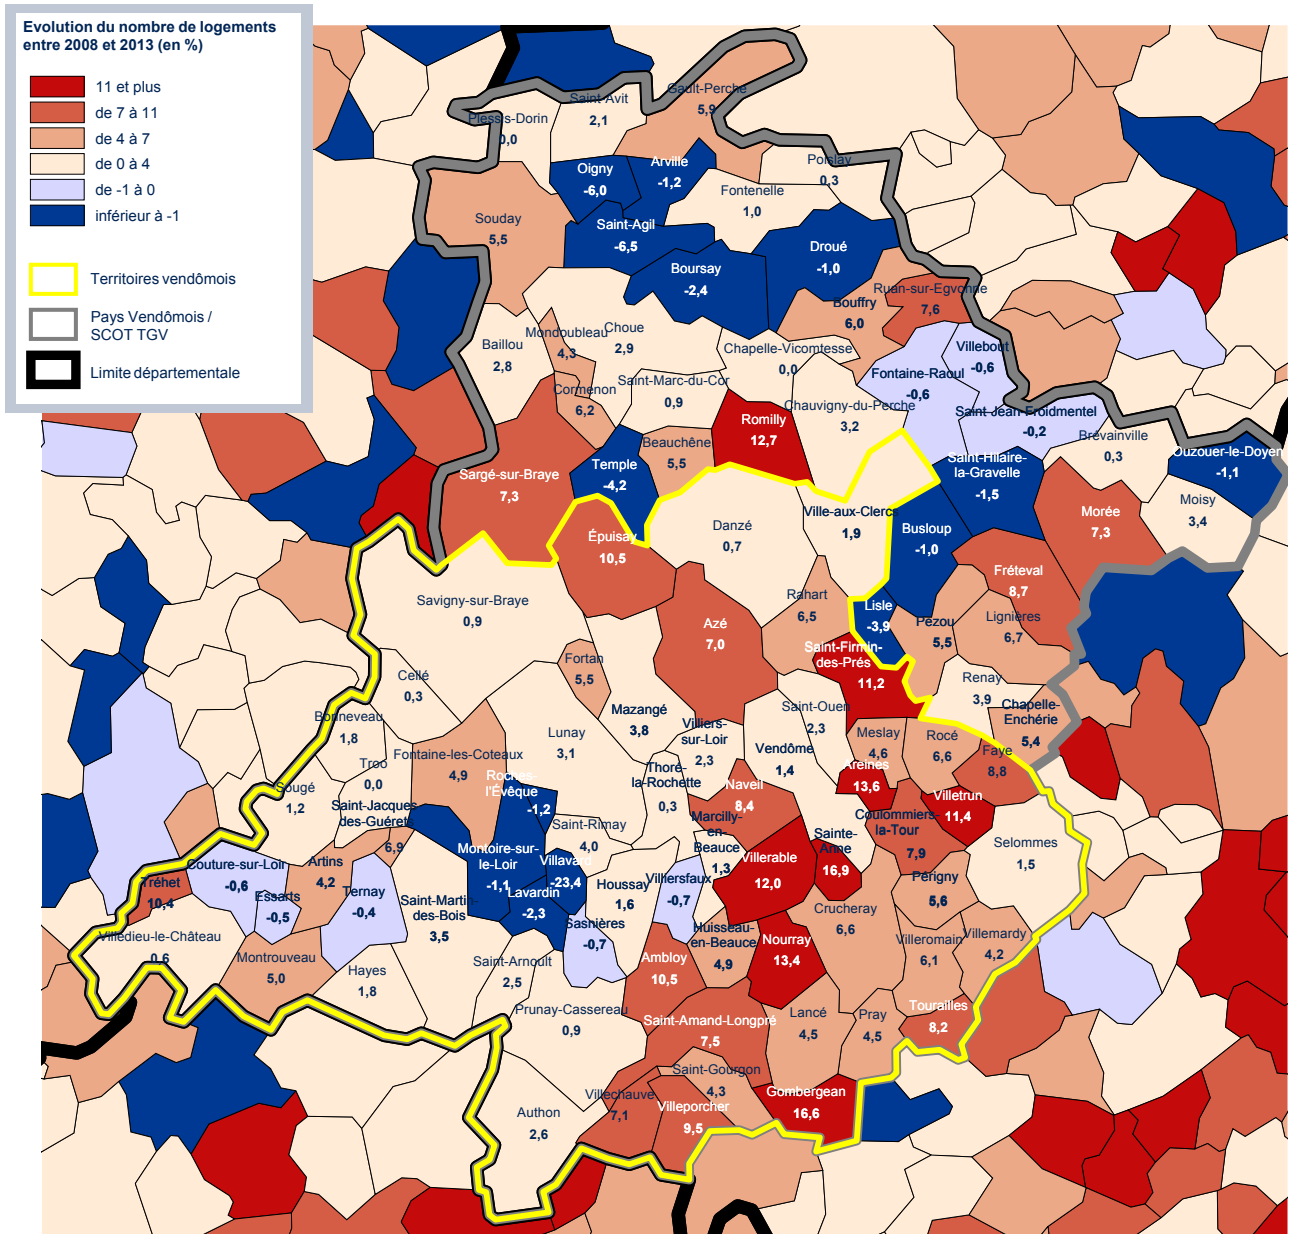 Evolution du nombre de logements
entre 2008 et 2013 (en %)
11 et plus
de 7 à 11
de 4 à 7
de 0 à 4
de -1 à 0
inférieur à -1
Territoires vendômois
Pays Vendômois /
SCOT TGV
Limite départementale
Gault-Perche
5,9
Saint-Avit
2,1
Plessis-Dorin
0,0
Oigny
-6,0
Arville
-1,2
Poislay
0,3
Fontenelle
1,0
Souday
5,5
Saint-Agil
-6,5
Droué
-1,0
Boursay
-2,4
Ruan-sur-Egvonne
7,6
Bouffry
6,0
Mondoubleau
4,3
Choue
2,9
Baillou
2,8
Chapelle-Vicomtesse
0,0
Villebout
-0,6
Fontaine-Raoul
-0,6
Cormenon
6,2
Saint-Marc-du-Cor
0,9
Chauvigny-du-Perche
3,2
Saint-Jean-Froidmentel
-0,2
Romilly
12,7
Beauchêne
5,5
Brévainville
0,3
Ouzouer-le-Doyen
-1,1
Temple
-4,2
Sargé-sur-Braye
7,3
Saint-Hilaire-
la-Gravelle
-1,5
Moisy
3,4
Morée
7,3
Ville-aux-Clercs
1,9
Danzé
0,7
Busloup
-1,0
Épuisay
10,5
Fréteval
8,7
Savigny-sur-Braye
0,9
Rahart
6,5
Lisle
-3,9
Pezou
5,5
Lignières
6,7
Azé
7,0
Saint-Firmin-
des-Prés
11,2
Fortan
5,5
Cellé
0,3
Renay
3,9
Chapelle-
Enchérie
5,4
Bonneveau
1,8
Mazangé
3,8
Saint-Ouen
2,3
Villiers-
sur-Loir
2,3
Lunay
3,1
Meslay
4,6
Rocé
6,6
Faye
8,8
Fontaine-les-Coteaux
4,9
Troo
0,0
Vendôme
1,4
Thoré-
la-Rochette
0,3
Areines
13,6
Roches-
l'Évêque
-1,2
Naveil
8,4
Villetrun
11,4
Sougé
1,2
Saint-Jacques
des-Guérets
6,9
Marcilly-
en-
Beauce
1,3
Coulommiers
la-Tour
7,9
Saint-Rimay
4,0
Sainte-
Anne
16,9
Selommes
1,5
Montoire-sur-
le-Loir
-1,1
Villavard
-23,4
Villerable
12,0
Couture-sur-Loir
-0,6
Artins
4,2
Tréhet
10,4
Essarts
-0,5
Ternay
-0,4
Houssay
1,6
Villiersfaux
-0,7
Périgny
5,6
Lavardin
-2,3
Saint-Martin-
des-Bois
3,5
Crucheray
6,6
Sasnières
-0,7
Huisseau-
en-Beauce
4,9
Nourray
13,4
Villeromain
6,1
Villemardy
4,2
Villedieu-le-Château
0,6
Montrouveau
5,0
Hayes
1,8
Saint-Arnoult
2,5
Ambloy
10,5
Tourailles
8,2
Prunay-Cassereau
0,9
Saint-Amand-Longpré
7,5
Lancé
4,5
Pray
4,5
Saint-Gourgon
4,3
Gombergean
16,6
Villechauve
7,1
Villeporcher
9,5
Authon
2,6